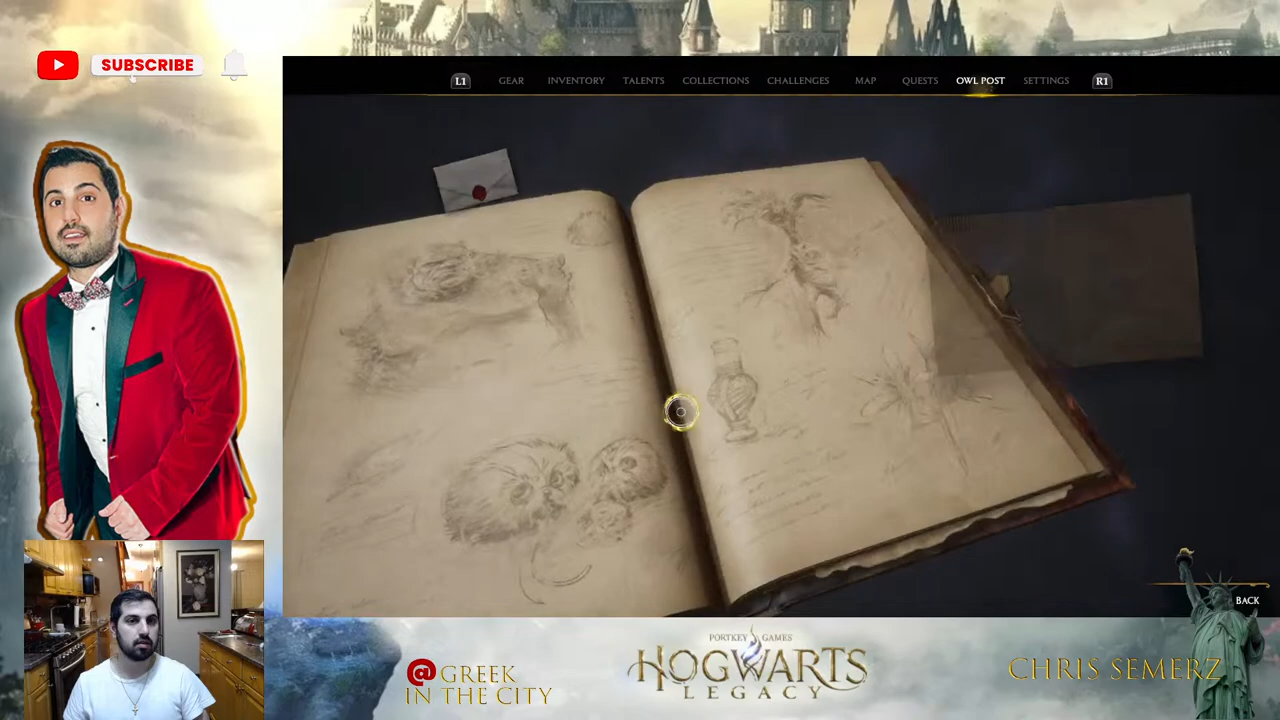 SUBSCRIBE
L1 GEAR INVENTORY TALENTS COLLECTIONS CHALLENGES MAP QUESTS OWL POST SETTINGS R1
BACK
@GREEK
IN THE CITY
PORTKEY GAMES
HOGWARTS
LEGACY
CHRIS SEMERZ